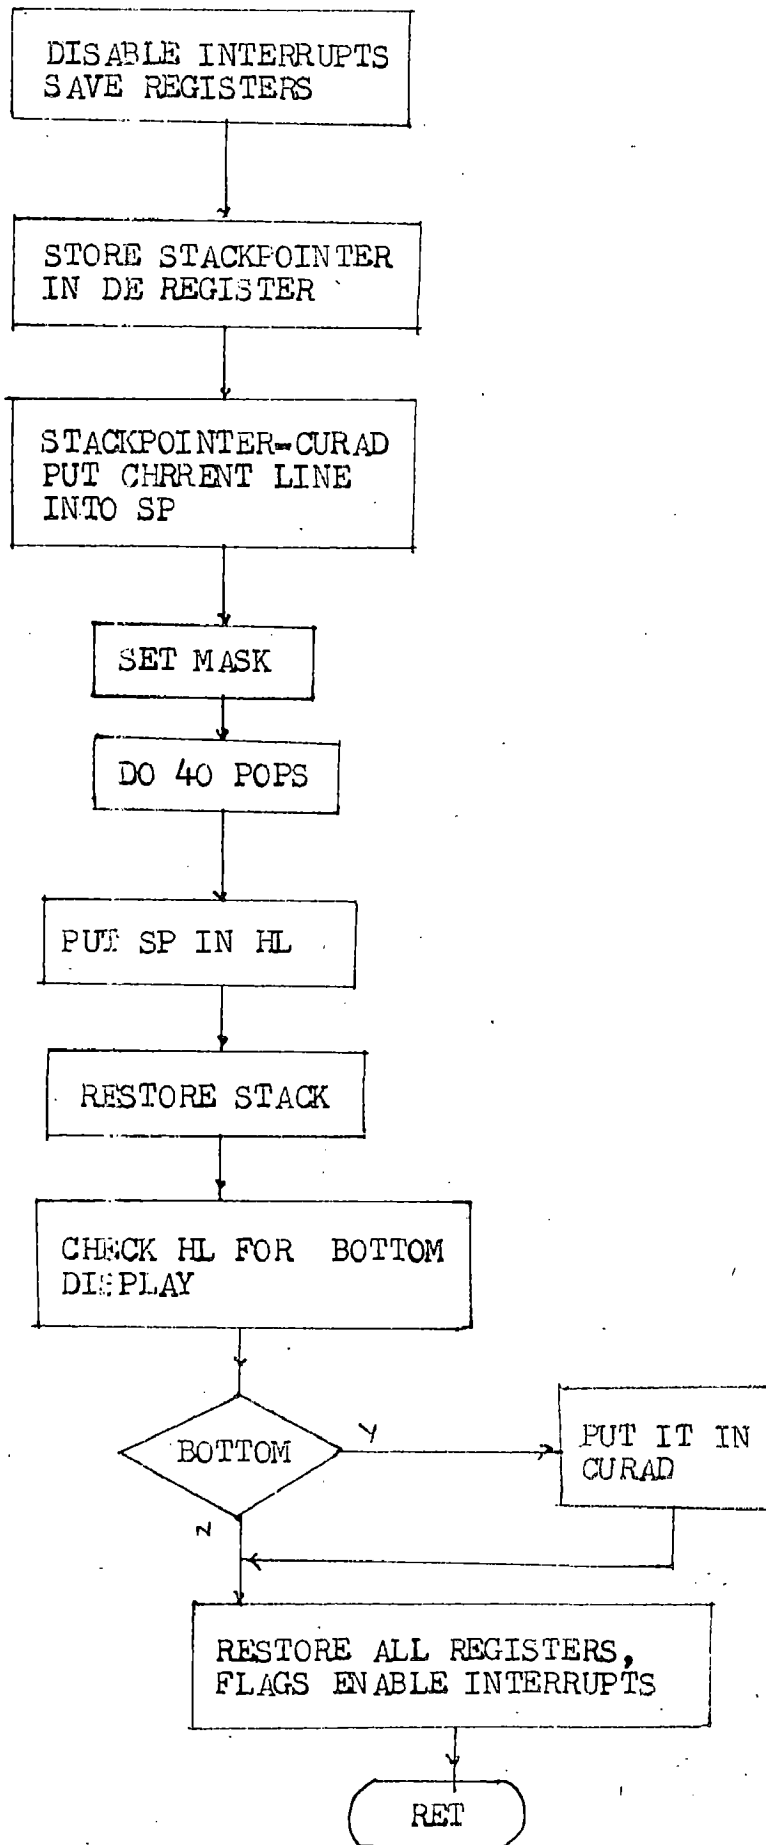 DISABLE INTERRUPTS
SAVE REGISTERS
STORE STACKPOINTER
IN DE REGISTER
STACKPOINTER=CURAD
PUT CHRRENT LINE
INTO SP
SET MASK
DO 40 POPS
PUT SP IN HL
RESTORE STACK
CHECK HL FOR BOTTOM
DISPLAY
BOTTOM
Y
PUT IT IN
CURAD
N
RESTORE ALL REGISTERS,
FLAGS ENABLE INTERRUPTS
RET